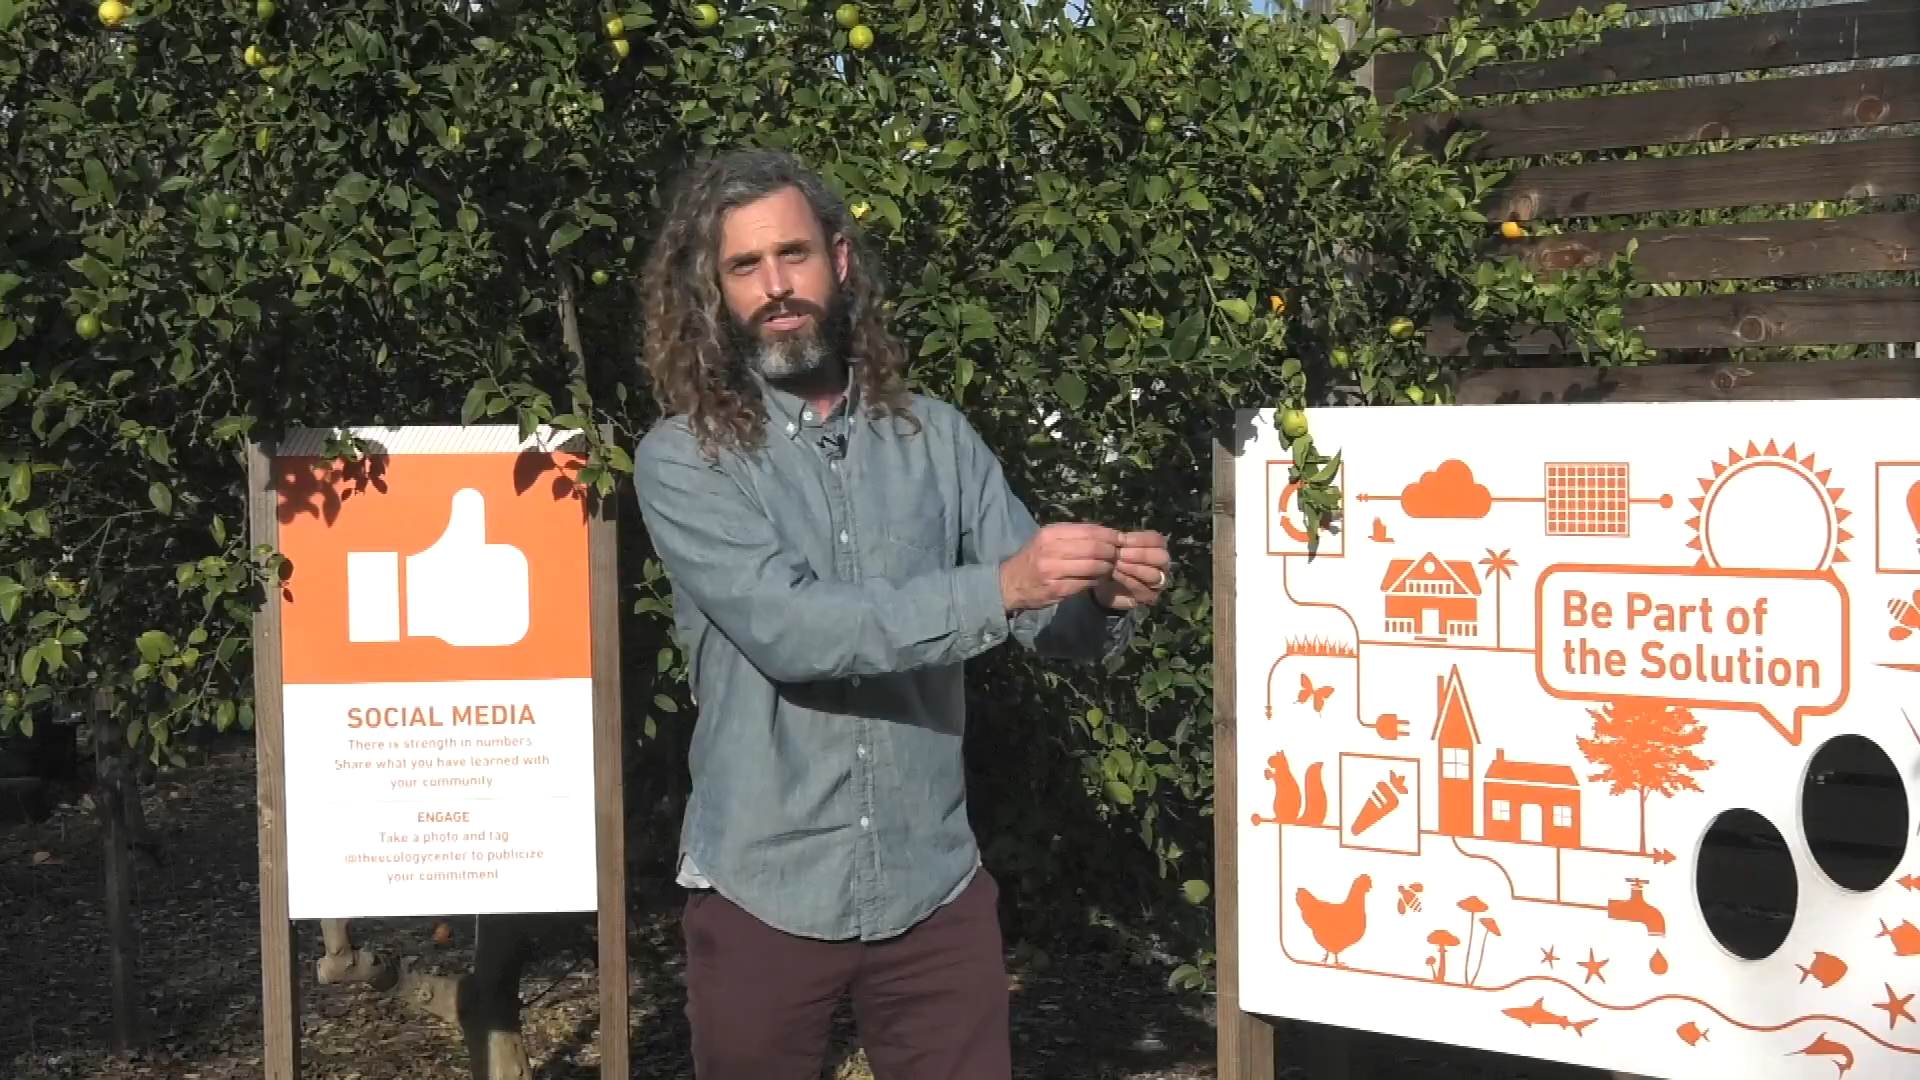 SOCIAL MEDIA
There is strength in numbers
Share what you have learned with
your community
ENGAGE
Take a photo and tag
@theecologycenter to publicize
your commitment
Be Part of
the Solution